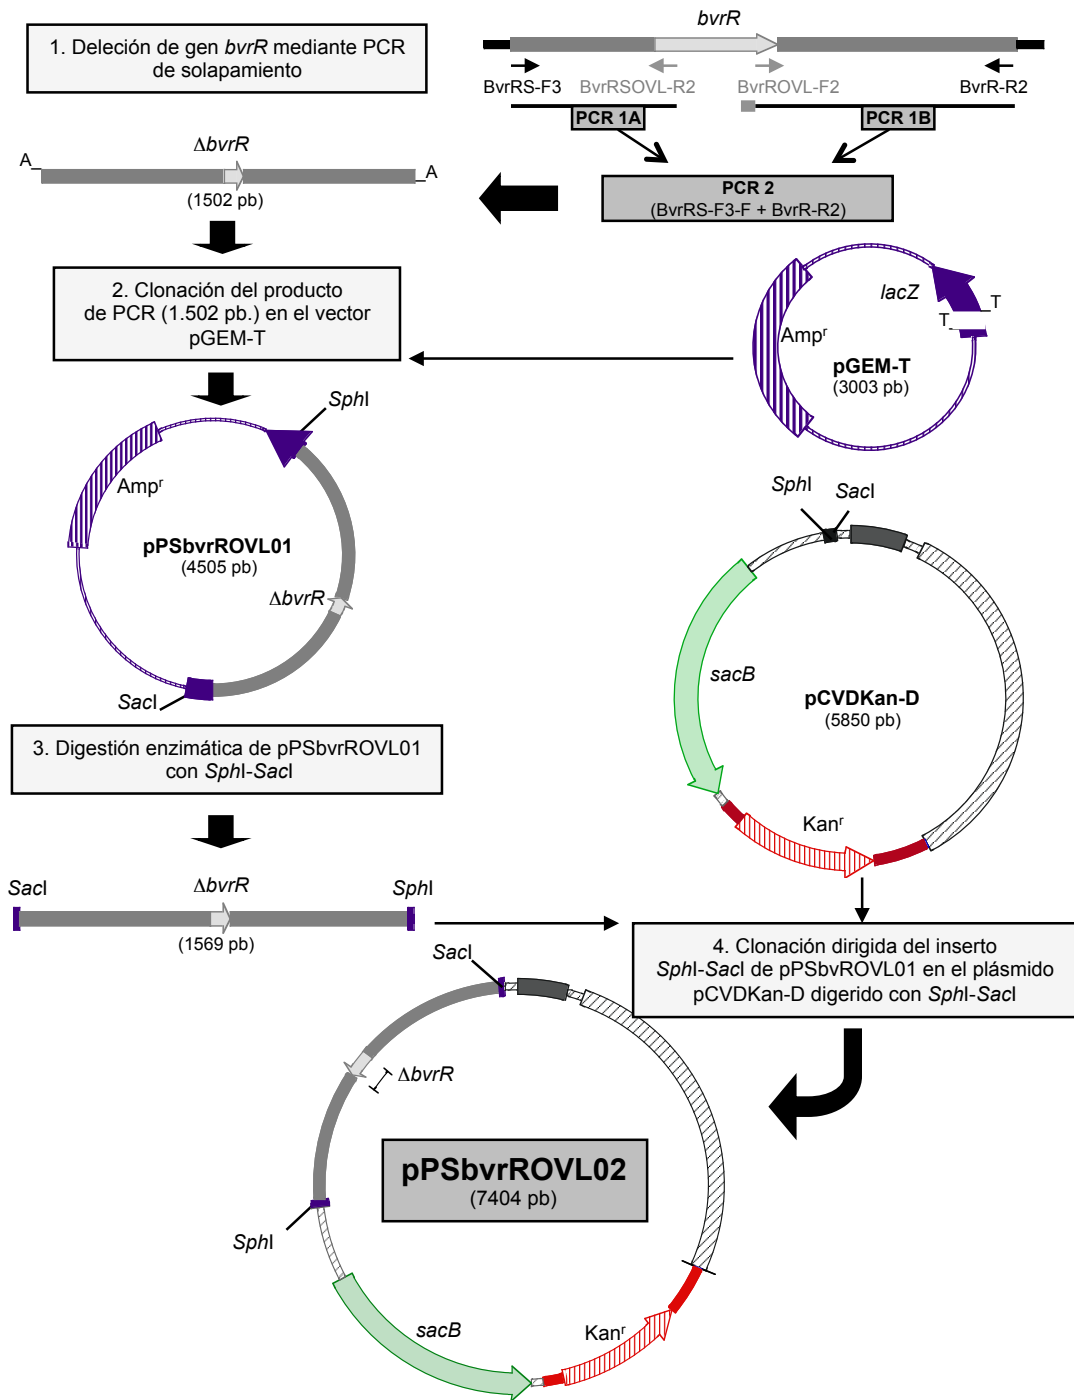 1. Deleción de gen bvrR mediante PCR
de solapamiento
bvrR
BvrRS-F3
BvrRSOVL-R2
BvrROVL-F2
BvrR-R2
PCR 1A
PCR 1B
PCR 2
(BvrRS-F3-F + BvrR-R2)
A_
ΔbvrR
_A
(1502 pb)
2. Clonación del producto
de PCR (1.502 pb.) en el vector
pGEM-T
lacZ
T_
_T
Ampr
pGEM-T
(3003 pb)
SphI
Ampr
pPSbvrROVL01
(4505 pb)
ΔbvrR
SacI
SphI
SacI
sacB
pCVDKan-D
(5850 pb)
Kanr
3. Digestión enzimática de pPSbvrROVL01
con SphI-SacI
SacI
ΔbvrR
SphI
(1569 pb)
4. Clonación dirigida del inserto
SphI-SacI de pPSbvROVL01 en el plásmido
pCVDKan-D digerido con SphI-SacI
SacI
ΔbvrR
pPSbvrROVL02
(7404 pb)
SphI
sacB
Kanr